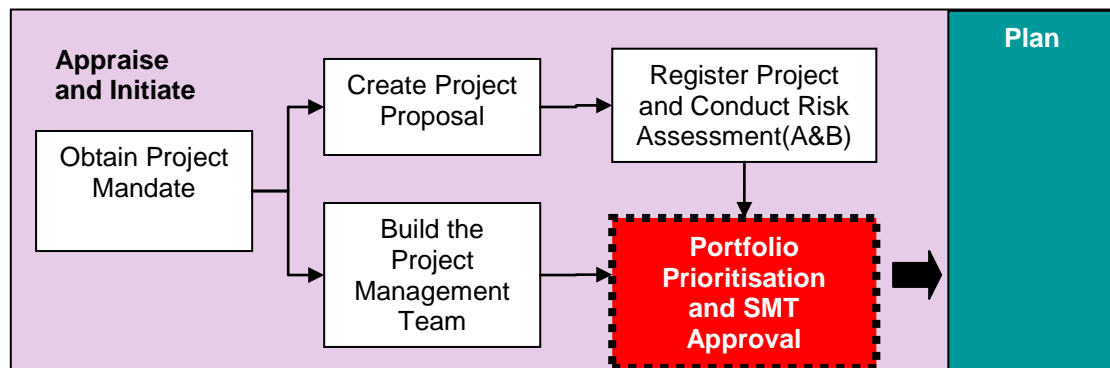 Appraise
and Initiate
Obtain Project
Mandate
Create Project
Proposal
Build the
Project
Management
Team
Register Project
and Conduct Risk
Assessment(A&B)
Portfolio
Prioritisation
and SMT
Approval
Plan